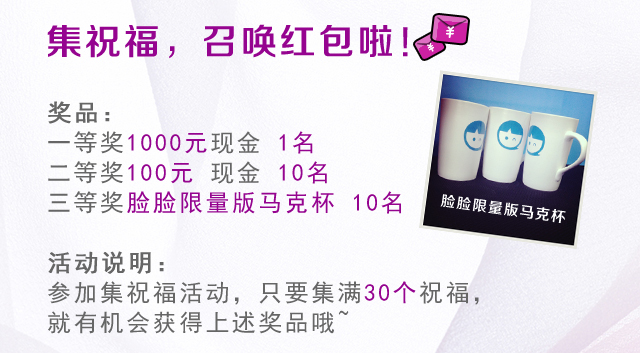 集祝福，召唤红包啦！
¥
¥
奖品：
一等奖1000元现金 1名
二等奖100元 现金 10名
三等奖脸脸限量版马克杯 10名
脸脸限量版马克杯
活动说明：
参加集祝福活动，只要集满30个祝福，
就有机会获得上述奖品哦~